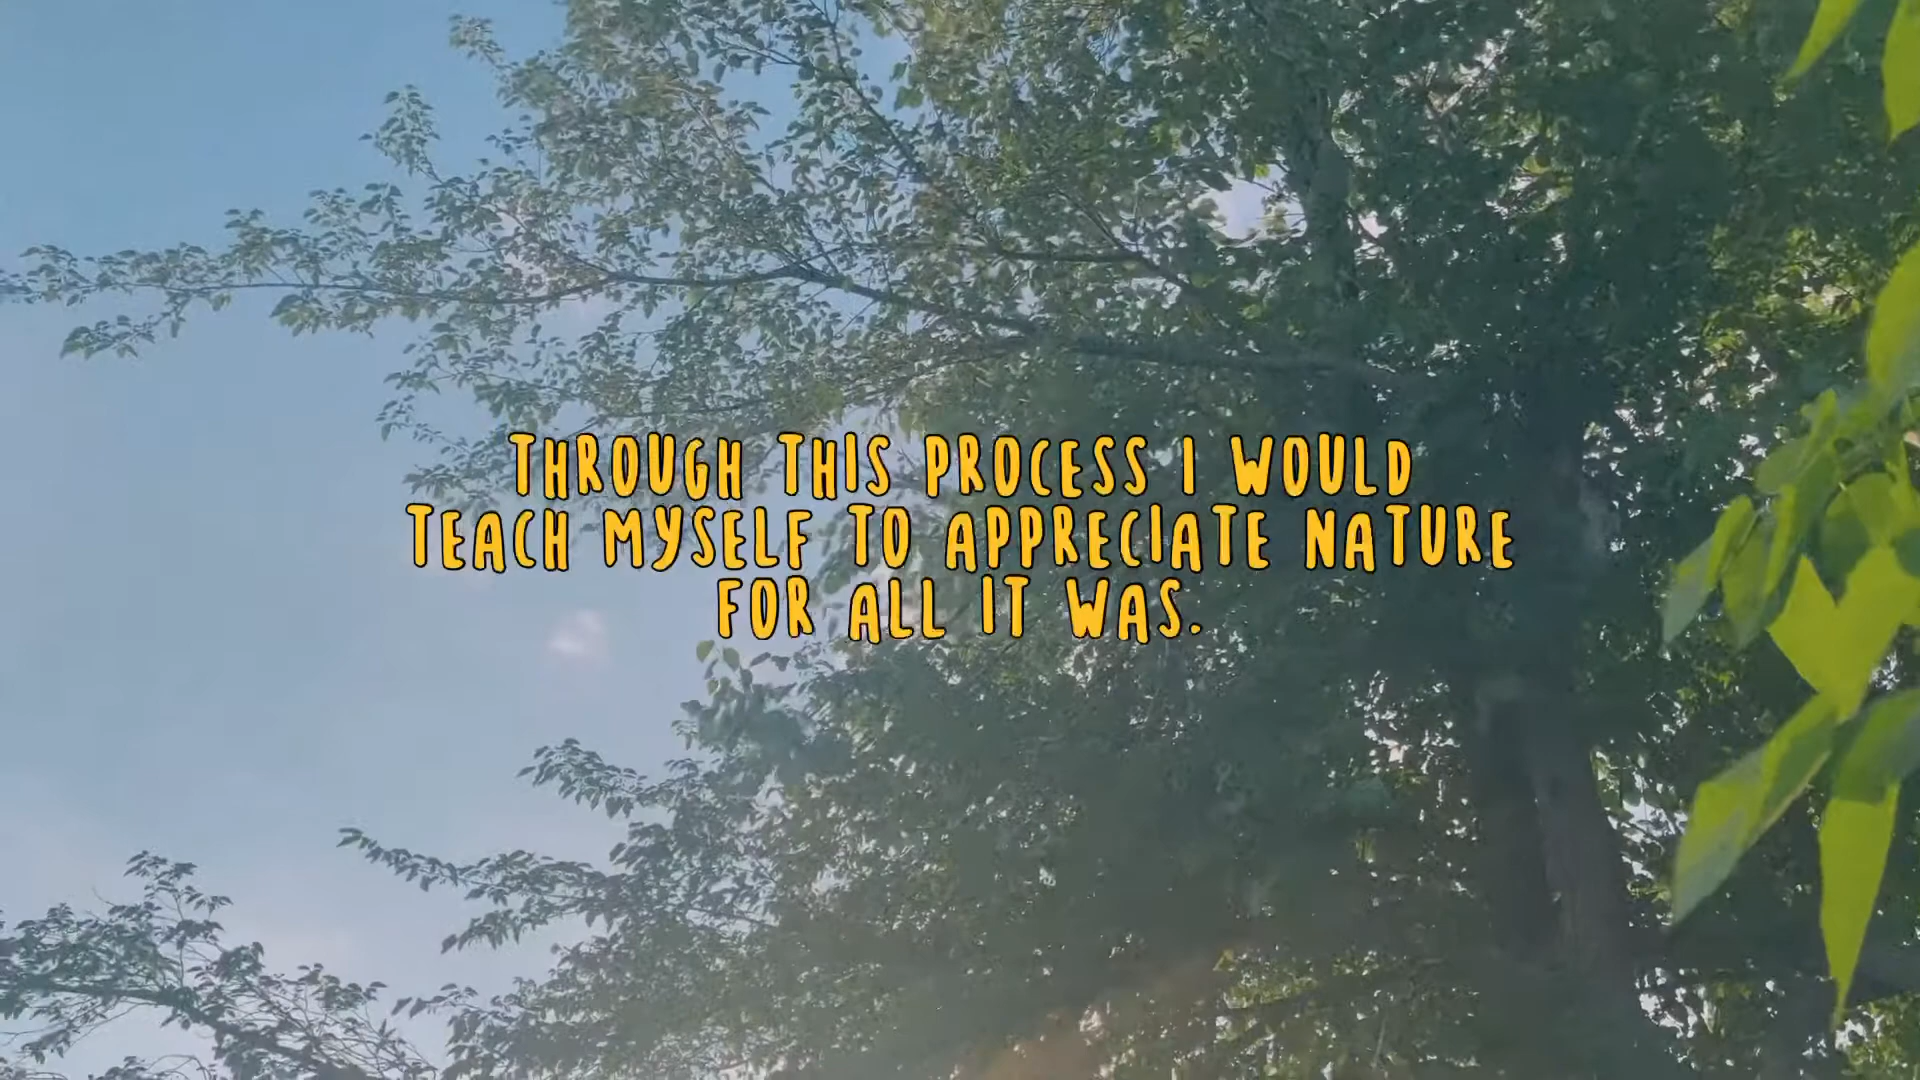 THROUGH THIS PROCESS I WOULD
TEACH MYSELF TO APPRECIATE NATURE
FOR ALL IT WAS.